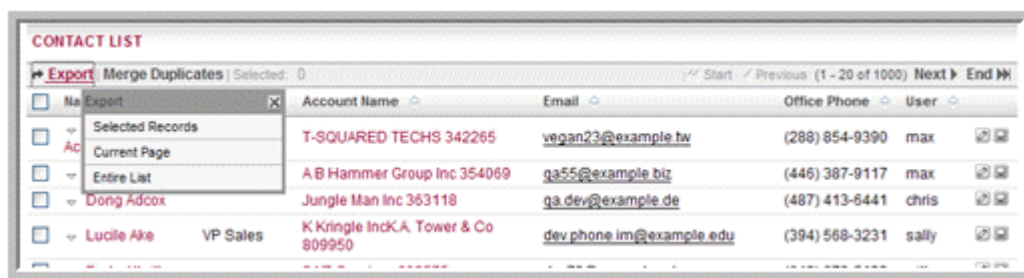 CONTACT LIST
Export | Merge Duplicates | Selected: 0 Start Previous (1 - 20 of 1000) Next End
Na Export Account Name Email Office Phone User
Selected Records
Ac T-SQUARED TECHS 342265 vegan23@example.tw (288) 854-9390 max
Current Page
Entire List A B Hammer Group Inc 354069 qa55@example.biz (446) 387-9117 max
Dong Adcox Jungle Man Inc 363118 qa.dev@example.de (487) 413-6441 chris
Lucile Ake VP Sales K Kringle IncK.A. Tower & Co
809950 dev.phone.im@example.edu (394) 568-3231 sally